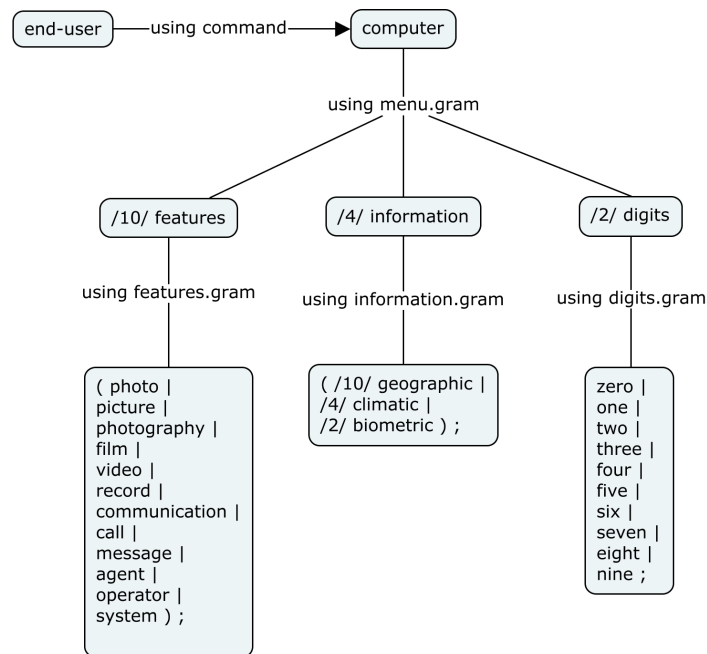 end-user
using command
computer
using menu.gram
/10/ features
/4/ information
/2/ digits
using features.gram
using information.gram
using digits.gram
( photo |
picture |
photography |
film |
video |
record |
communication |
call |
message |
agent |
operator |
system ) ;
( /10/ geographic |
/4/ climatic |
/2/ biometric ) ;
zero |
one |
two |
three |
four |
five |
six |
seven |
eight |
nine ;